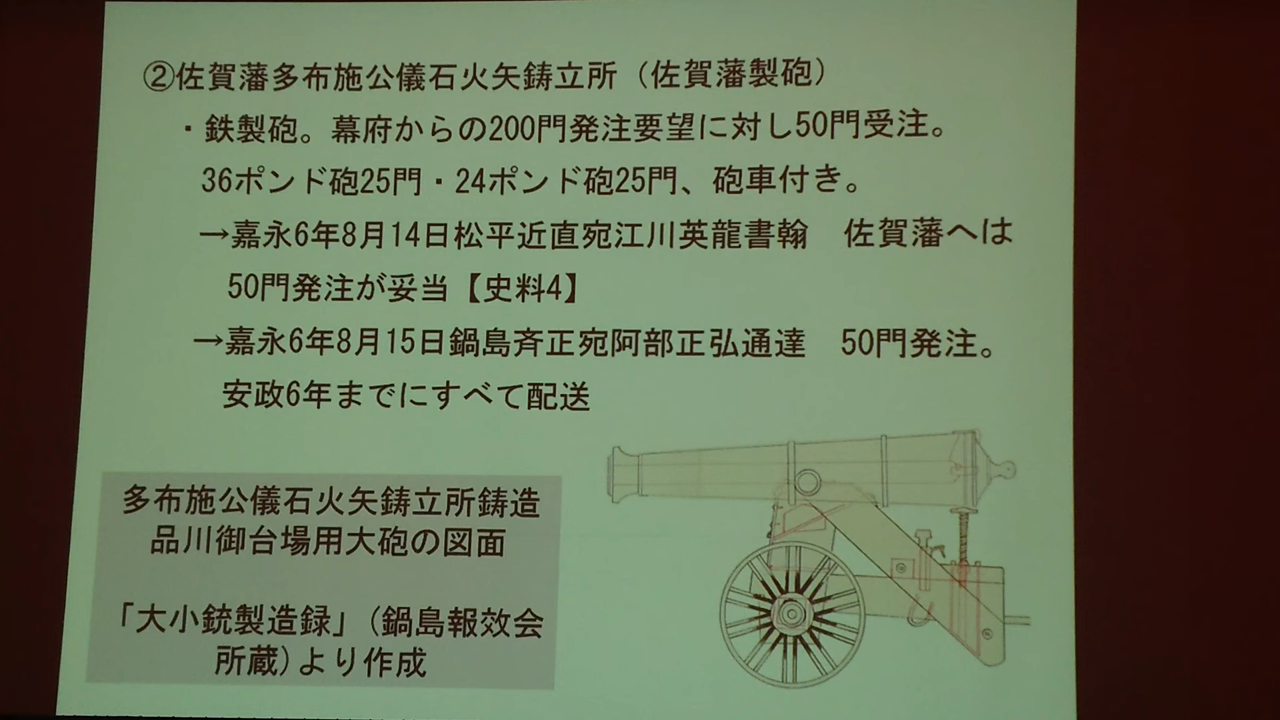 ②佐賀藩多布施公儀石火矢鋳立所（佐賀藩製砲）
・鉄製砲。幕府からの200門発注要望に対し50門受注。
36ポンド砲25門・24ポンド砲25門、砲車付き。
→嘉永6年8月14日松平近直宛江川英龍書翰　佐賀藩へは
50門発注が妥当【史料4】
→嘉永6年8月15日鍋島斉正宛阿部正弘通達　50門発注。
安政6年までにすべて配送
多布施公儀石火矢鋳立所鋳造
品川御台場用大砲の図面
「大小銃製造録」（鍋島報效会
所蔵）より作成